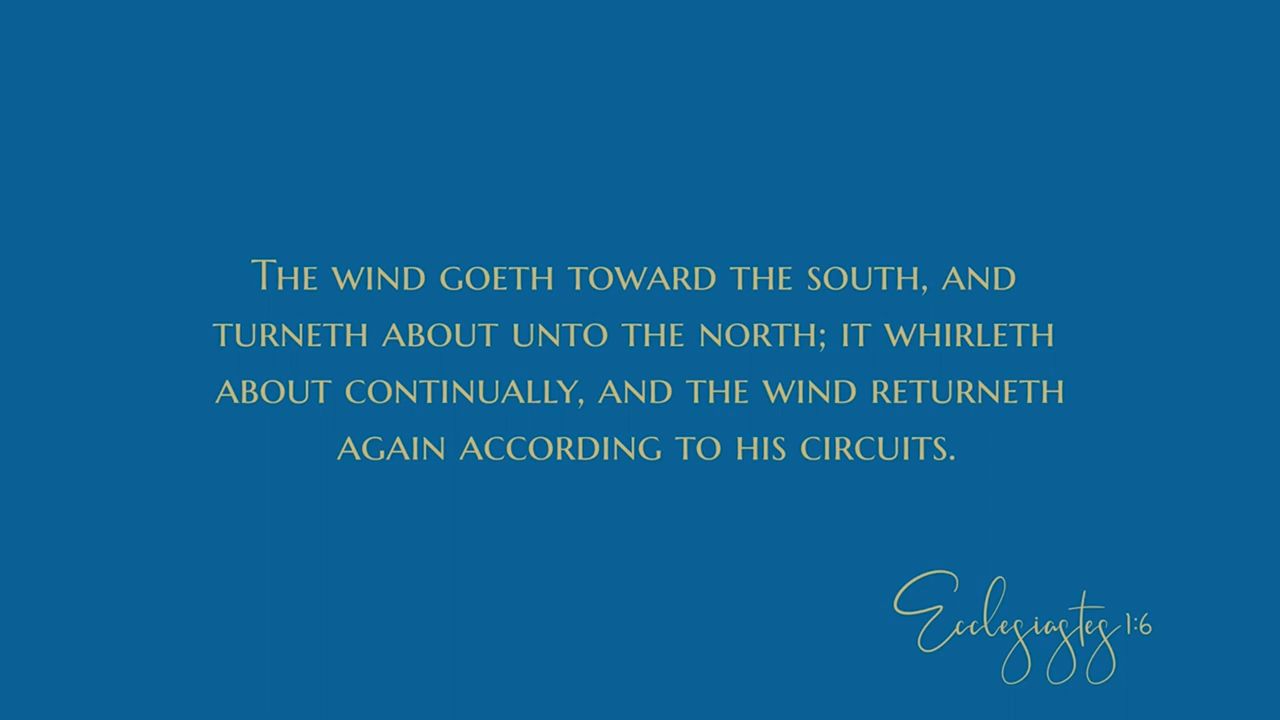 The wind goeth toward the south, and
turneth about unto the north; it whirleth
about continually, and the wind returneth
again according to his circuits.
Ecclesiastes 1:6